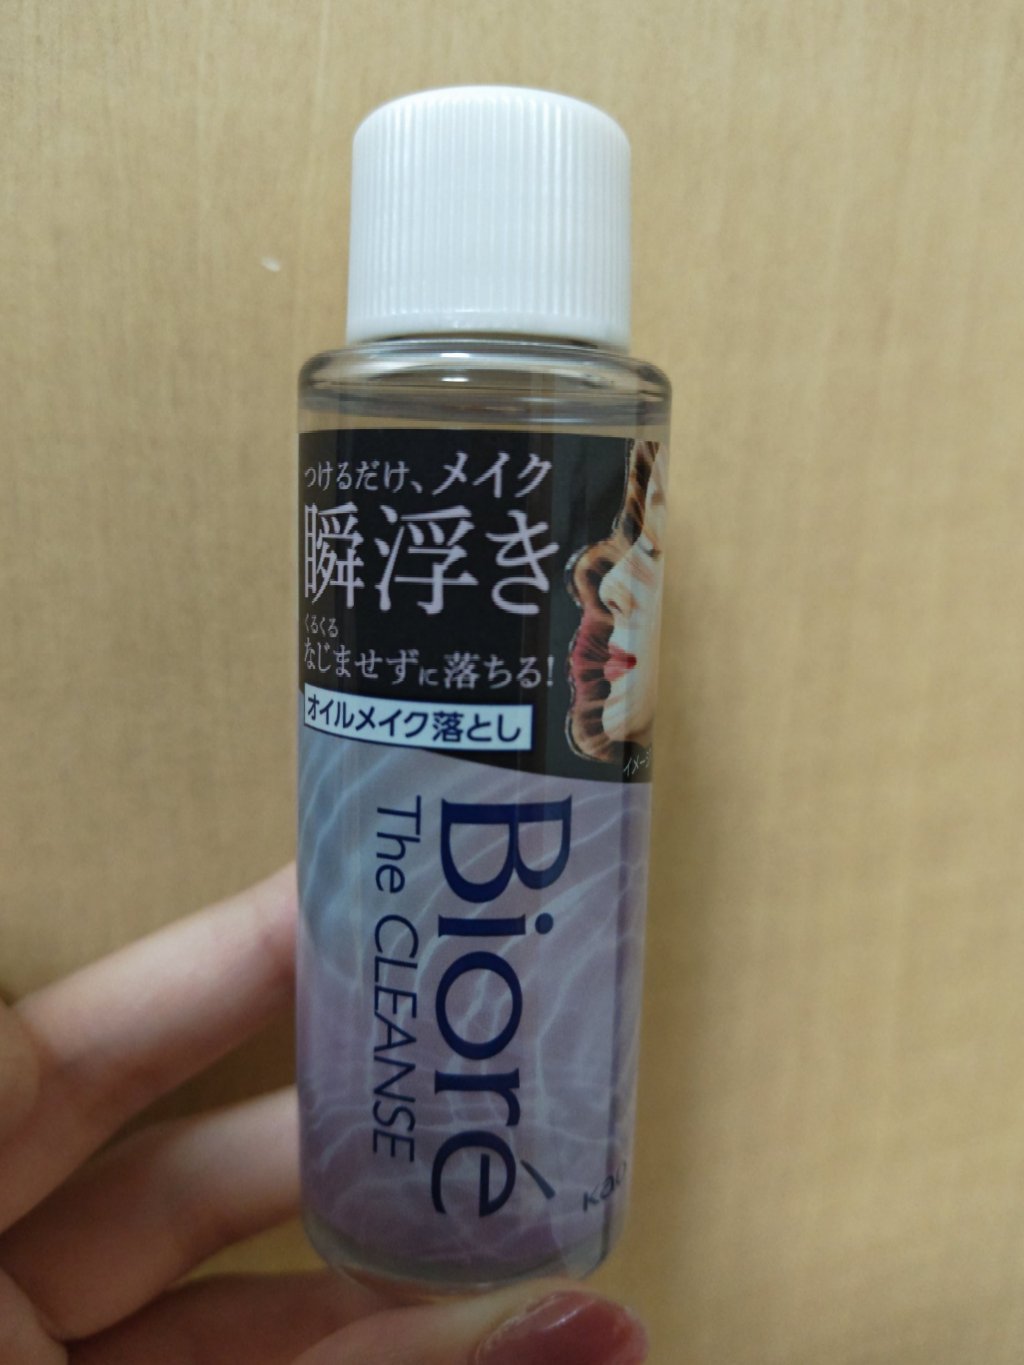 つけるだけ、メイク
瞬浮き
くるくる
なじませずに落ちる!
オイルメイク落とし
Bioré
The CLEANSE
Kao